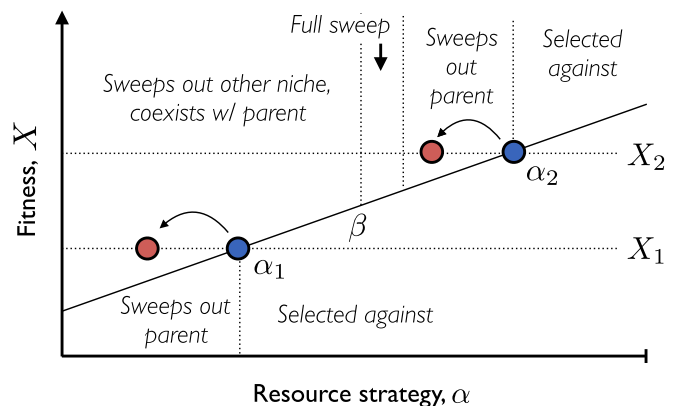 Full sweep
Sweeps
out
parent
Selected
against
Sweeps out other niche,
coexists w/ parent
Fitness, X
X₂
α₂
β
X₁
α₁
Sweeps out
parent
Selected against
Resource strategy, α